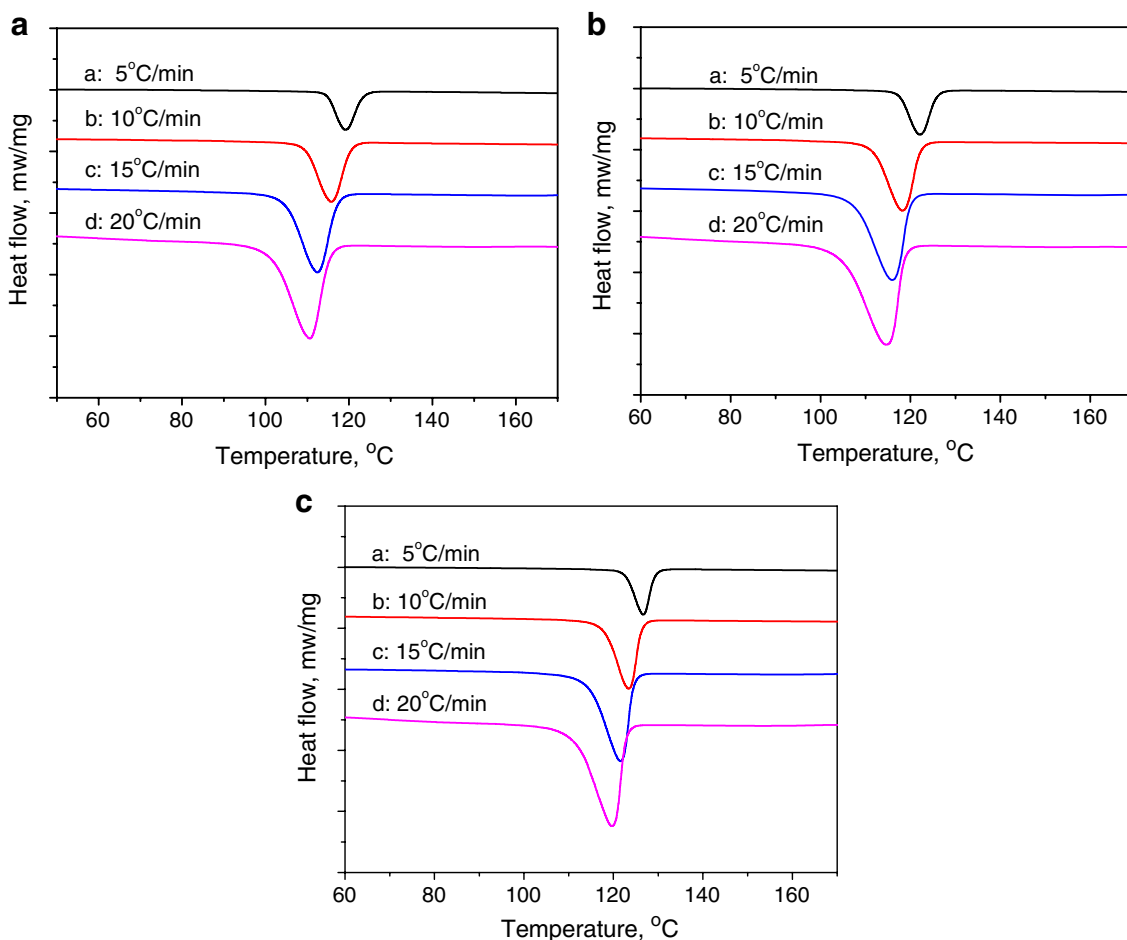 a
a: 5°C/min
b: 10°C/min
c: 15°C/min
d: 20°C/min
Heat flow, mw/mg
60 80 100 120 140 160
Temperature, °C
b
a: 5°C/min
b: 10°C/min
c: 15°C/min
d: 20°C/min
Heat flow, mw/mg
60 80 100 120 140 160
Temperature, °C
c
a: 5°C/min
b: 10°C/min
c: 15°C/min
d: 20°C/min
Heat flow, mw/mg
60 80 100 120 140 160
Temperature, °C